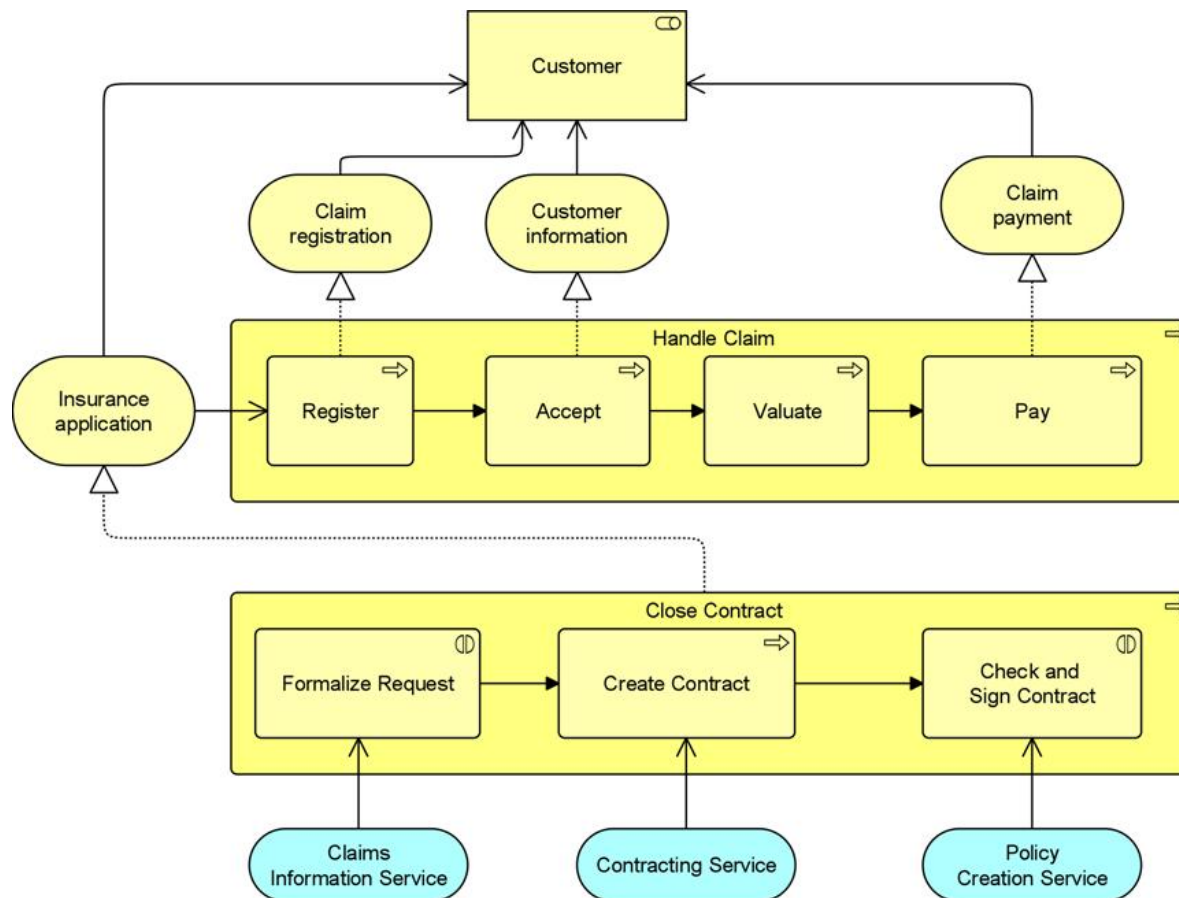 Customer
Claim
registration
Customer
information
Claim
payment
Handle Claim
Insurance
application
Register
Accept
Valuate
Pay
Close Contract
Formalize Request
Create Contract
Check and
Sign Contract
Claims
Information Service
Contracting Service
Policy
Creation Service